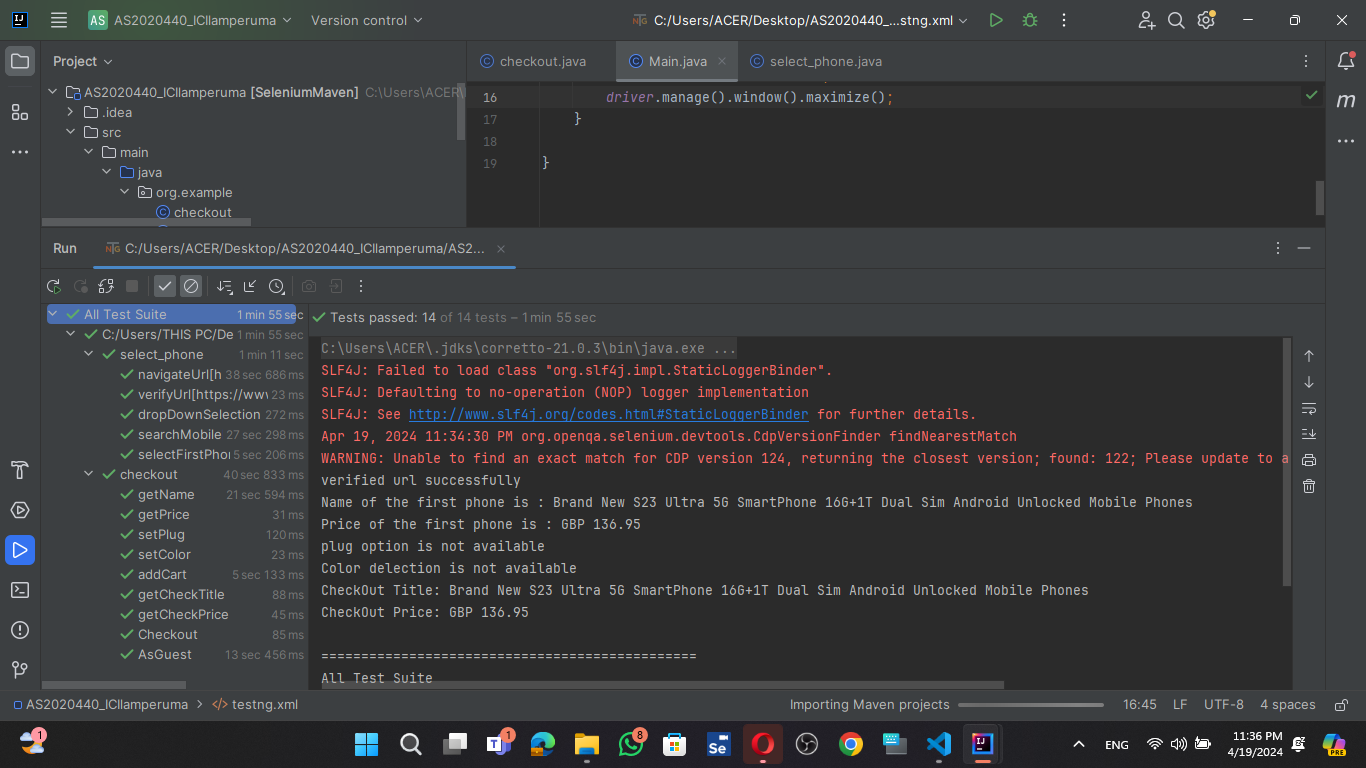 AS AS2020440_ICIlamperuma Version control C:/Users/ACER/Desktop/AS2020440_...stng.xml
Project
checkout.java Main.java select_phone.java
AS2020440_ICIlamperuma [SeleniumMaven] C:\Users\ACER\
.idea
src
main
java
org.example
checkout
16 driver.manage().window().maximize();
17 }
18
19 }
Run C:/Users/ACER/Desktop/AS2020440_ICIlamperuma/AS2...
All Test Suite 1 min 55 sec
C:/Users/THIS PC/De 1 min 55 sec
select_phone 1 min 11 sec
navigateUrl[h 38 sec 686 ms
verifyUrl[https://www 23 ms
dropDownSelection 272 ms
searchMobile 27 sec 298 ms
selectFirstPho 5 sec 206 ms
checkout 40 sec 833 ms
getName 21 sec 594 ms
getPrice 31 ms
setPlug 120 ms
setColor 23 ms
addCart 5 sec 133 ms
getCheckTitle 88 ms
getCheckPrice 45 ms
Checkout 85 ms
AsGuest 13 sec 456 ms
Tests passed: 14 of 14 tests – 1 min 55 sec
C:\Users\ACER\.jdks\corretto-21.0.3\bin\java.exe ...
SLF4J: Failed to load class "org.slf4j.impl.StaticLoggerBinder".
SLF4J: Defaulting to no-operation (NOP) logger implementation
SLF4J: See http://www.slf4j.org/codes.html#StaticLoggerBinder for further details.
Apr 19, 2024 11:34:30 PM org.openqa.selenium.devtools.CdpVersionFinder findNearestMatch
WARNING: Unable to find an exact match for CDP version 124, returning the closest version; found: 122; Please update to a
verified url successfully
Name of the first phone is : Brand New S23 Ultra 5G SmartPhone 16G+1T Dual Sim Android Unlocked Mobile Phones
Price of the first phone is : GBP 136.95
plug option is not available
Color delection is not available
CheckOut Title: Brand New S23 Ultra 5G SmartPhone 16G+1T Dual Sim Android Unlocked Mobile Phones
CheckOut Price: GBP 136.95
===============================================
All Test Suite
AS2020440_ICIlamperuma > testng.xml Importing Maven projects 16:45 LF UTF-8 4 spaces
1 1 8 Se ENG 11:36 PM
4/19/2024 PRE